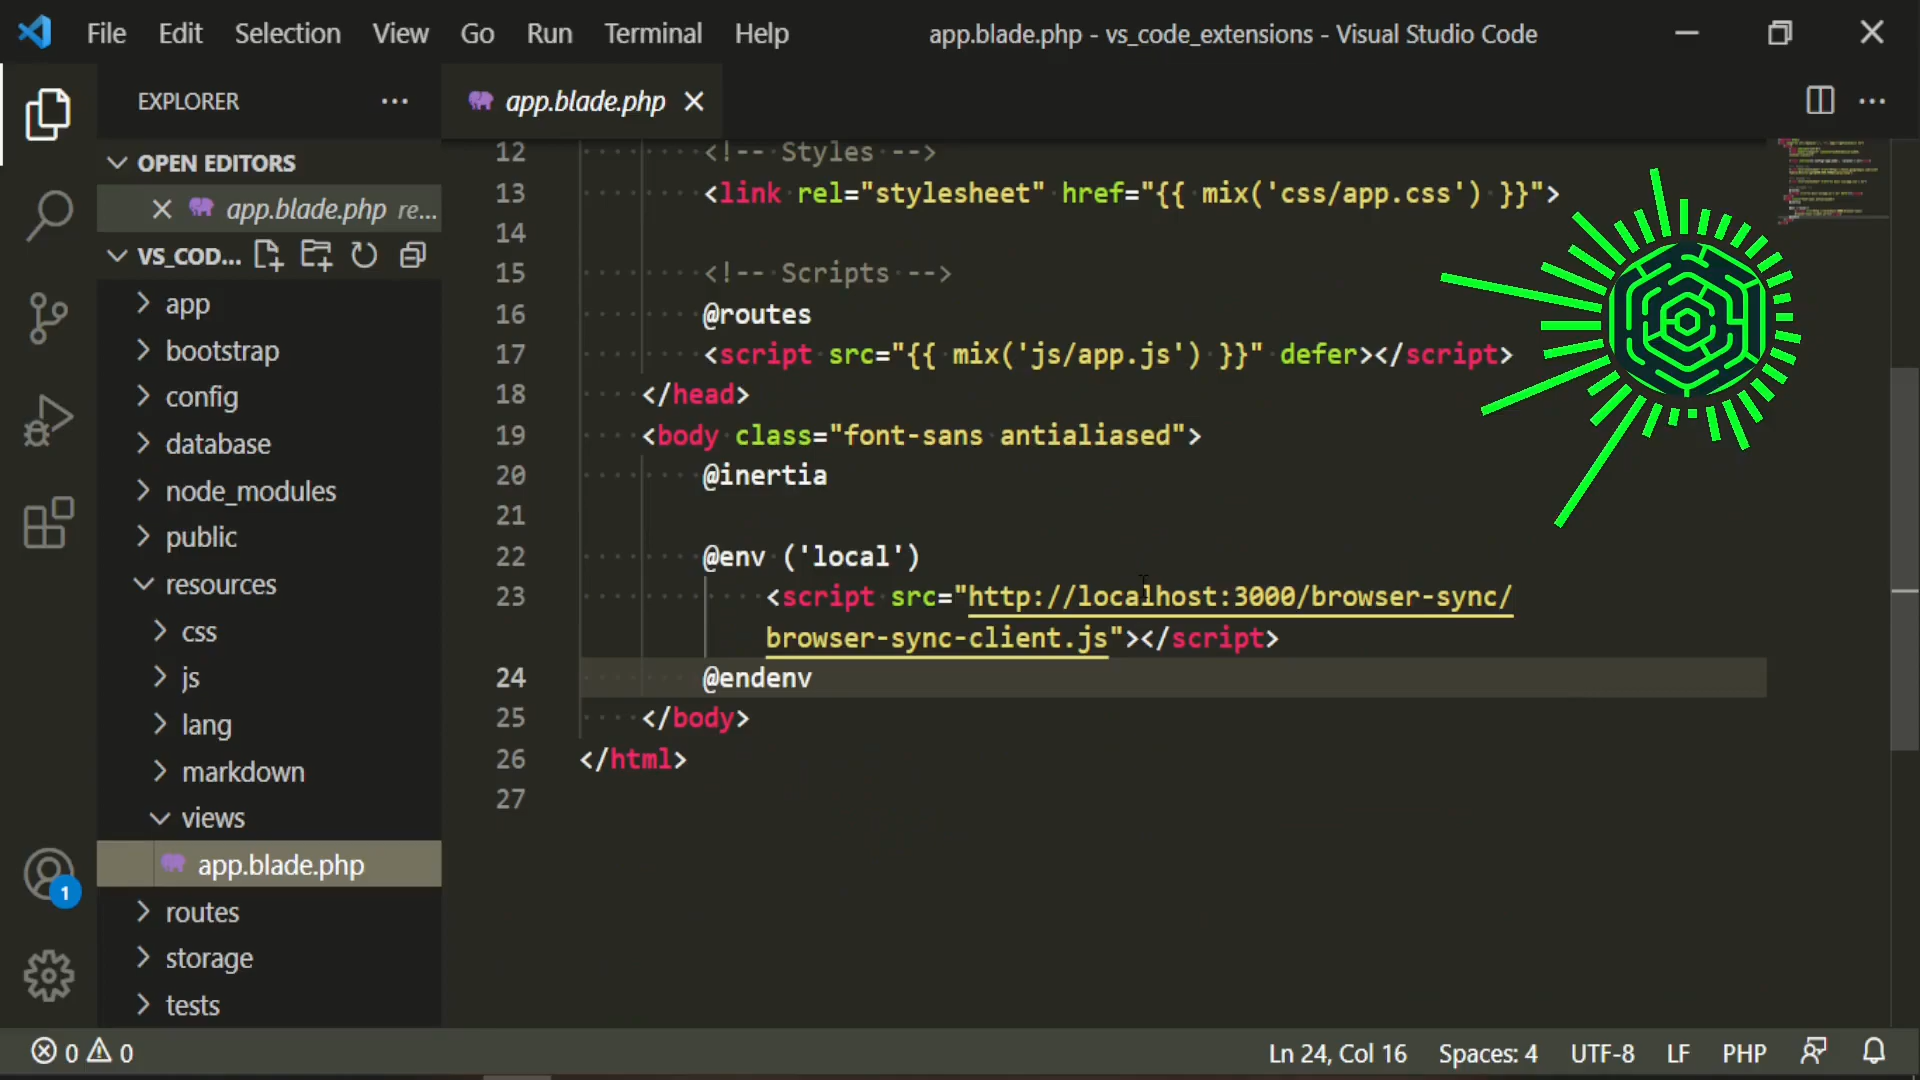 File Edit Selection View Go Run Terminal Help
app.blade.php - vs_code_extensions - Visual Studio Code
EXPLORER
OPEN EDITORS
app.blade.php re...
VS_COD...
app
bootstrap
config
database
node_modules
public
resources
css
js
lang
markdown
views
app.blade.php
routes
storage
tests
1
app.blade.php
12 <!-- Styles -->
13 <link rel="stylesheet" href="{{ mix('css/app.css') }}">
14
15 <!-- Scripts -->
16 @routes
17 <script src="{{ mix('js/app.js') }}" defer></script>
18 </head>
19 <body class="font-sans antialiased">
20 @inertia
21
22 @env ('local')
23 <script src="http://localhost:3000/browser-sync/
browser-sync-client.js"></script>
24 @endenv
25 </body>
26 </html>
27
0 0
Ln 24, Col 16 Spaces: 4 UTF-8 LF PHP